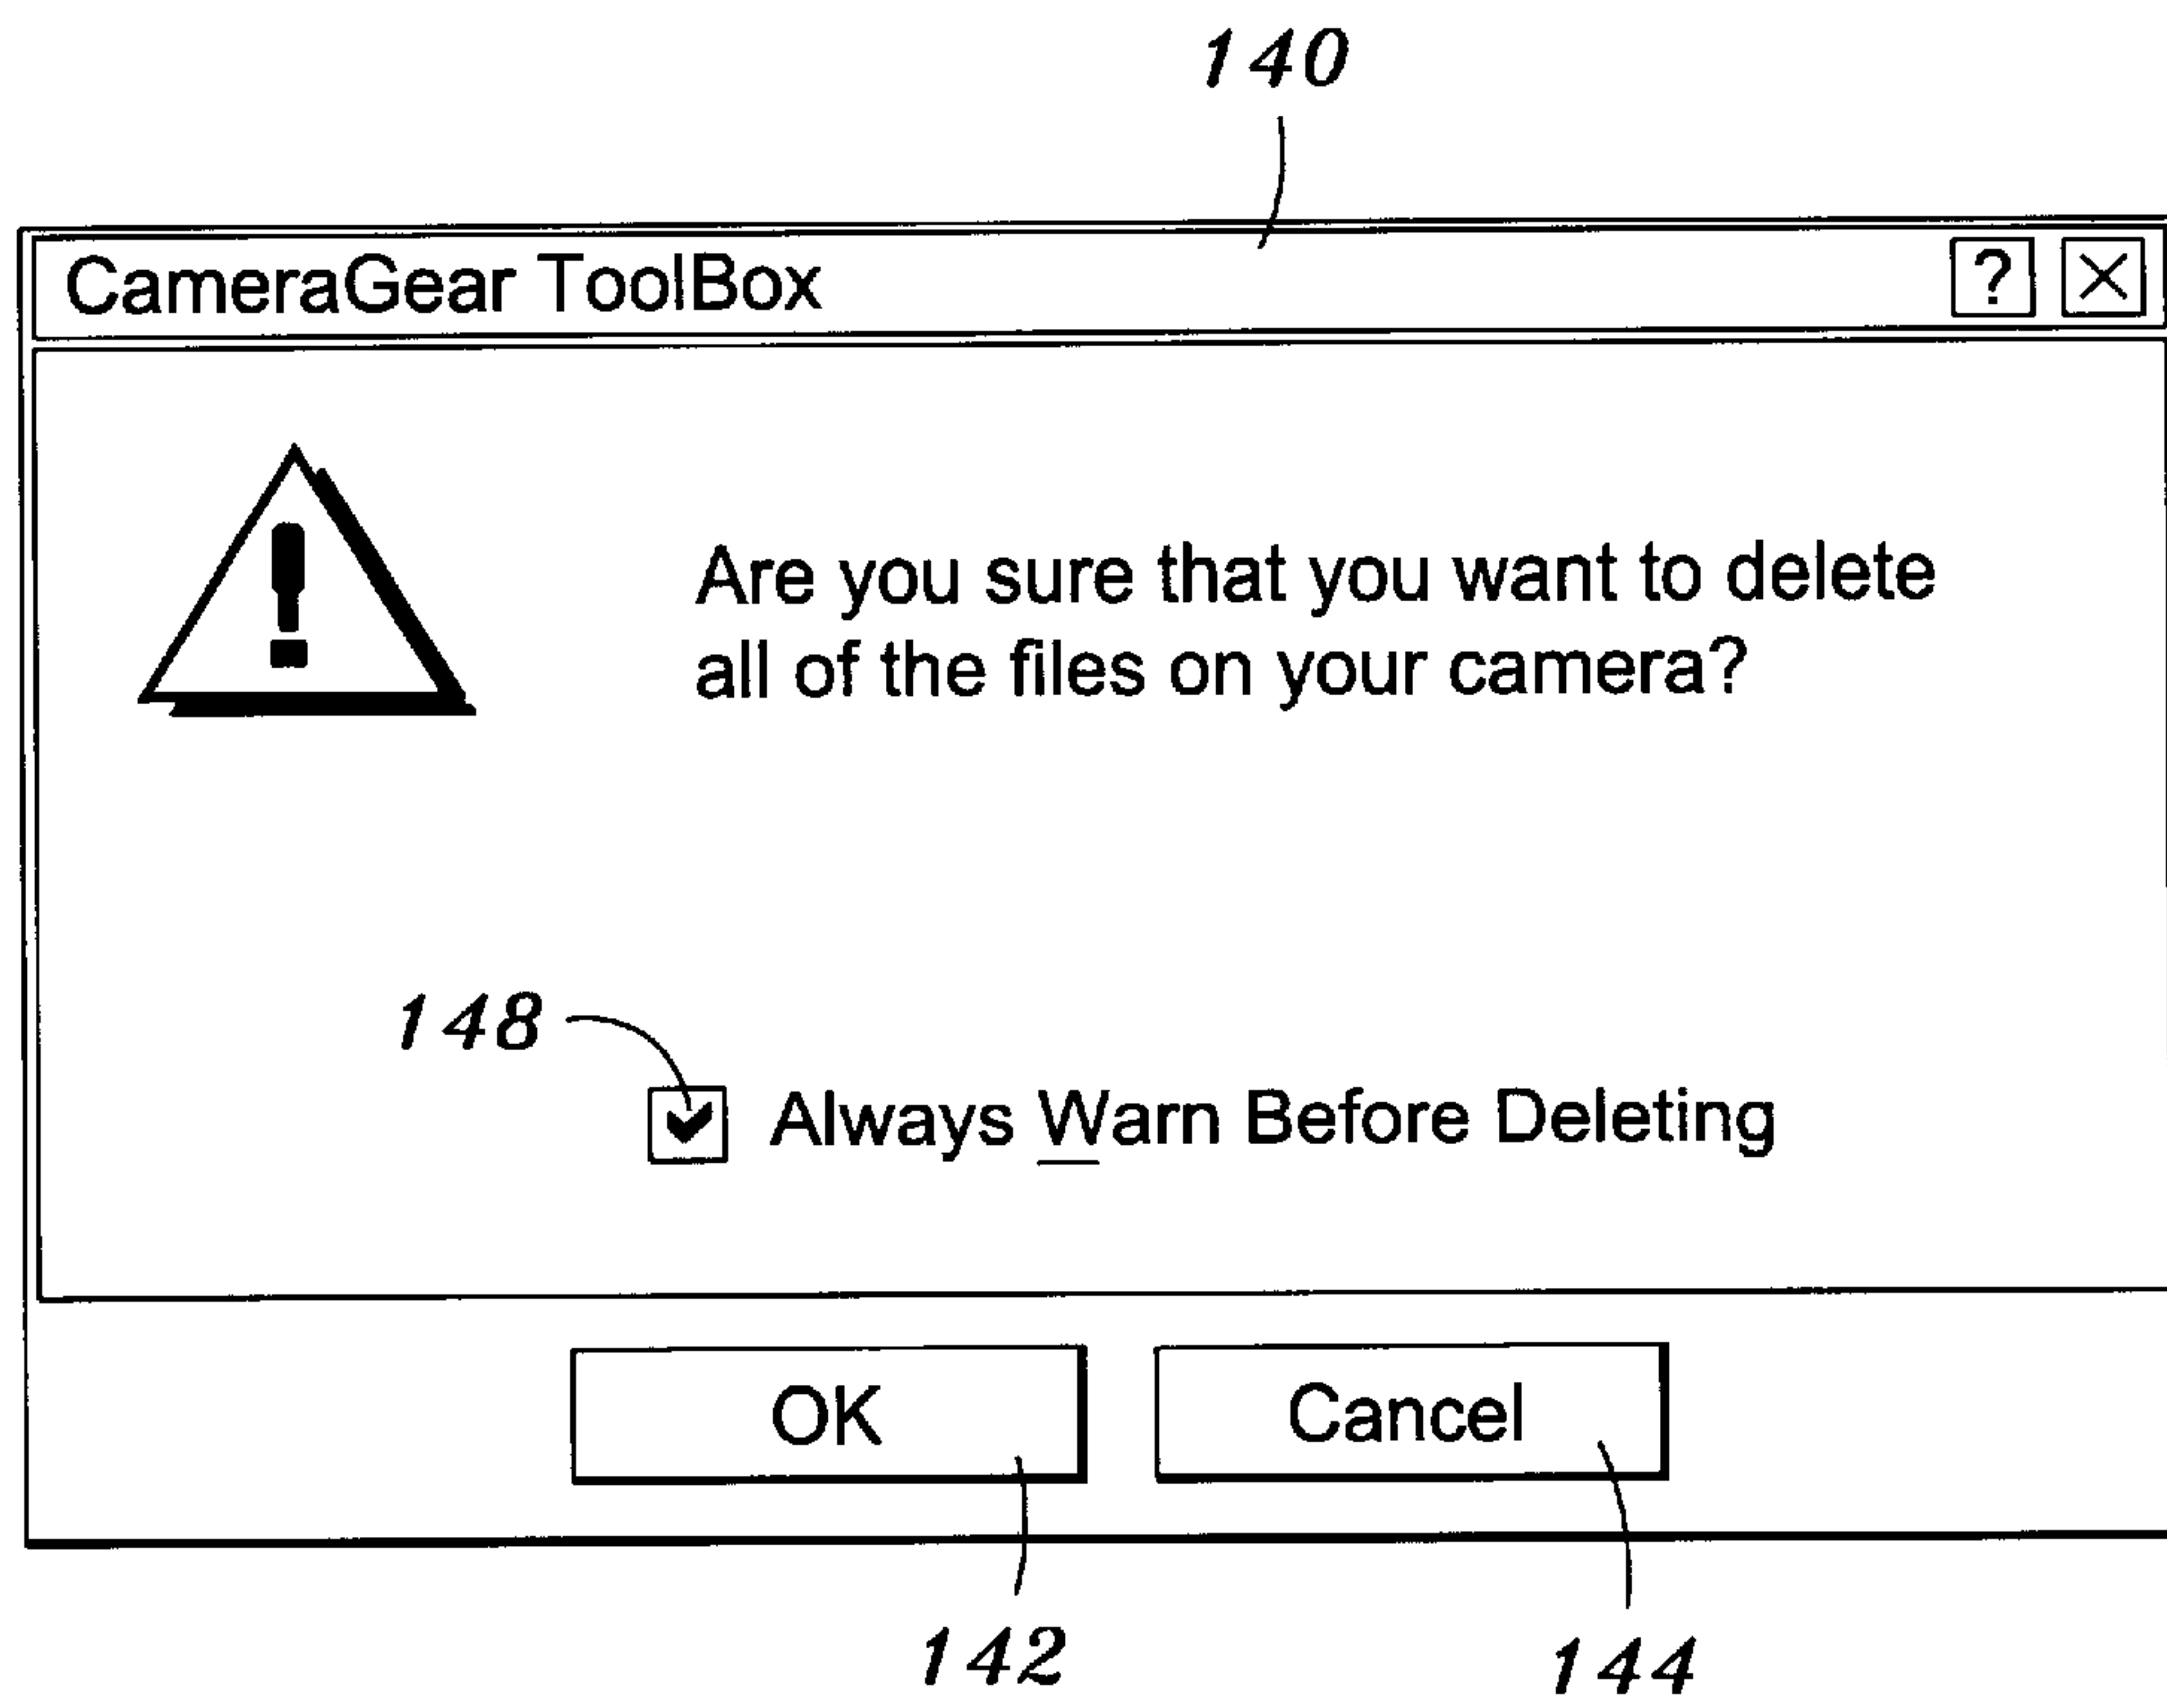 140
CameraGear ToolBox ? X
!
Are you sure that you want to delete
all of the files on your camera?
148
Always Warn Before Deleting
OK Cancel
142 144